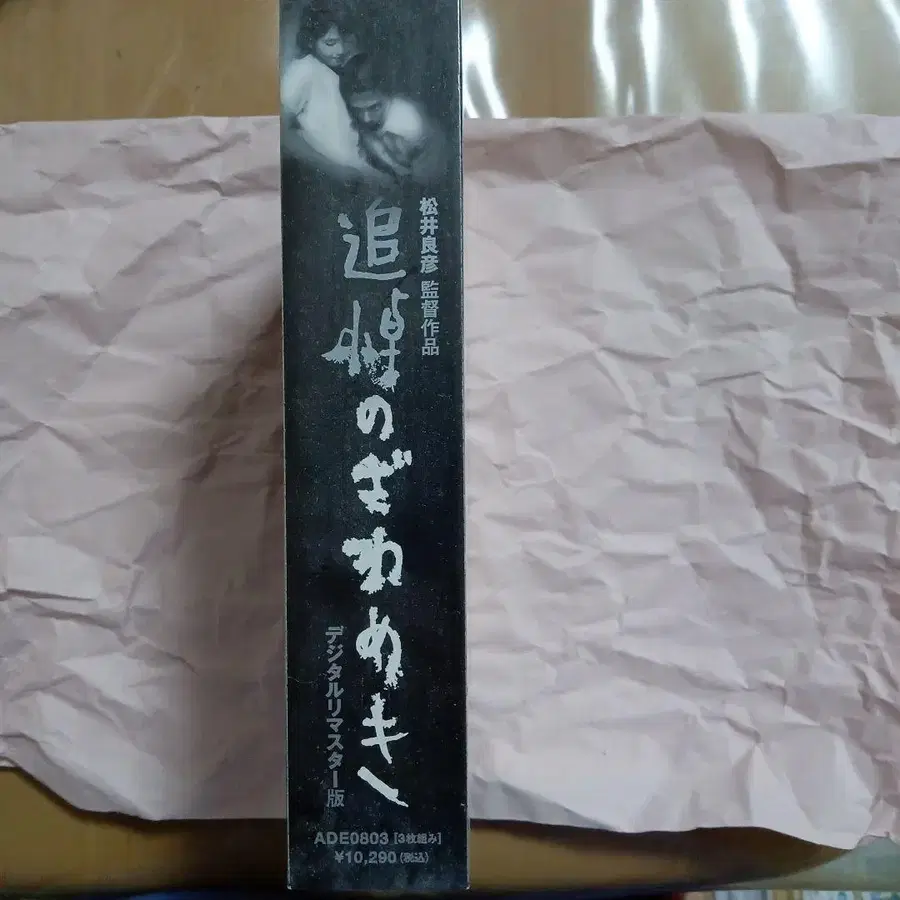 松井良彦 監督作品
追悼のざわめき
デジタルリマスター版
ADE0803 [3枚組み]
¥10,290 (税込)